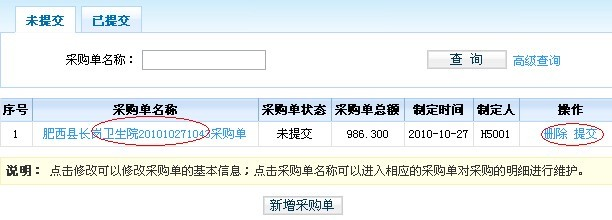 未提交 已提交
采购单名称： 查 询 高级查询
序号 采购单名称 采购单状态 采购单总额 制定时间 制定人 操作
1 肥西县长岗卫生院201010271043采购单 未提交 986.300 2010-10-27 H5001 删除 提交
说明： 点击修改可以修改采购单的基本信息；点击采购单名称可以进入相应的采购单对采购的明细进行维护。
新增采购单